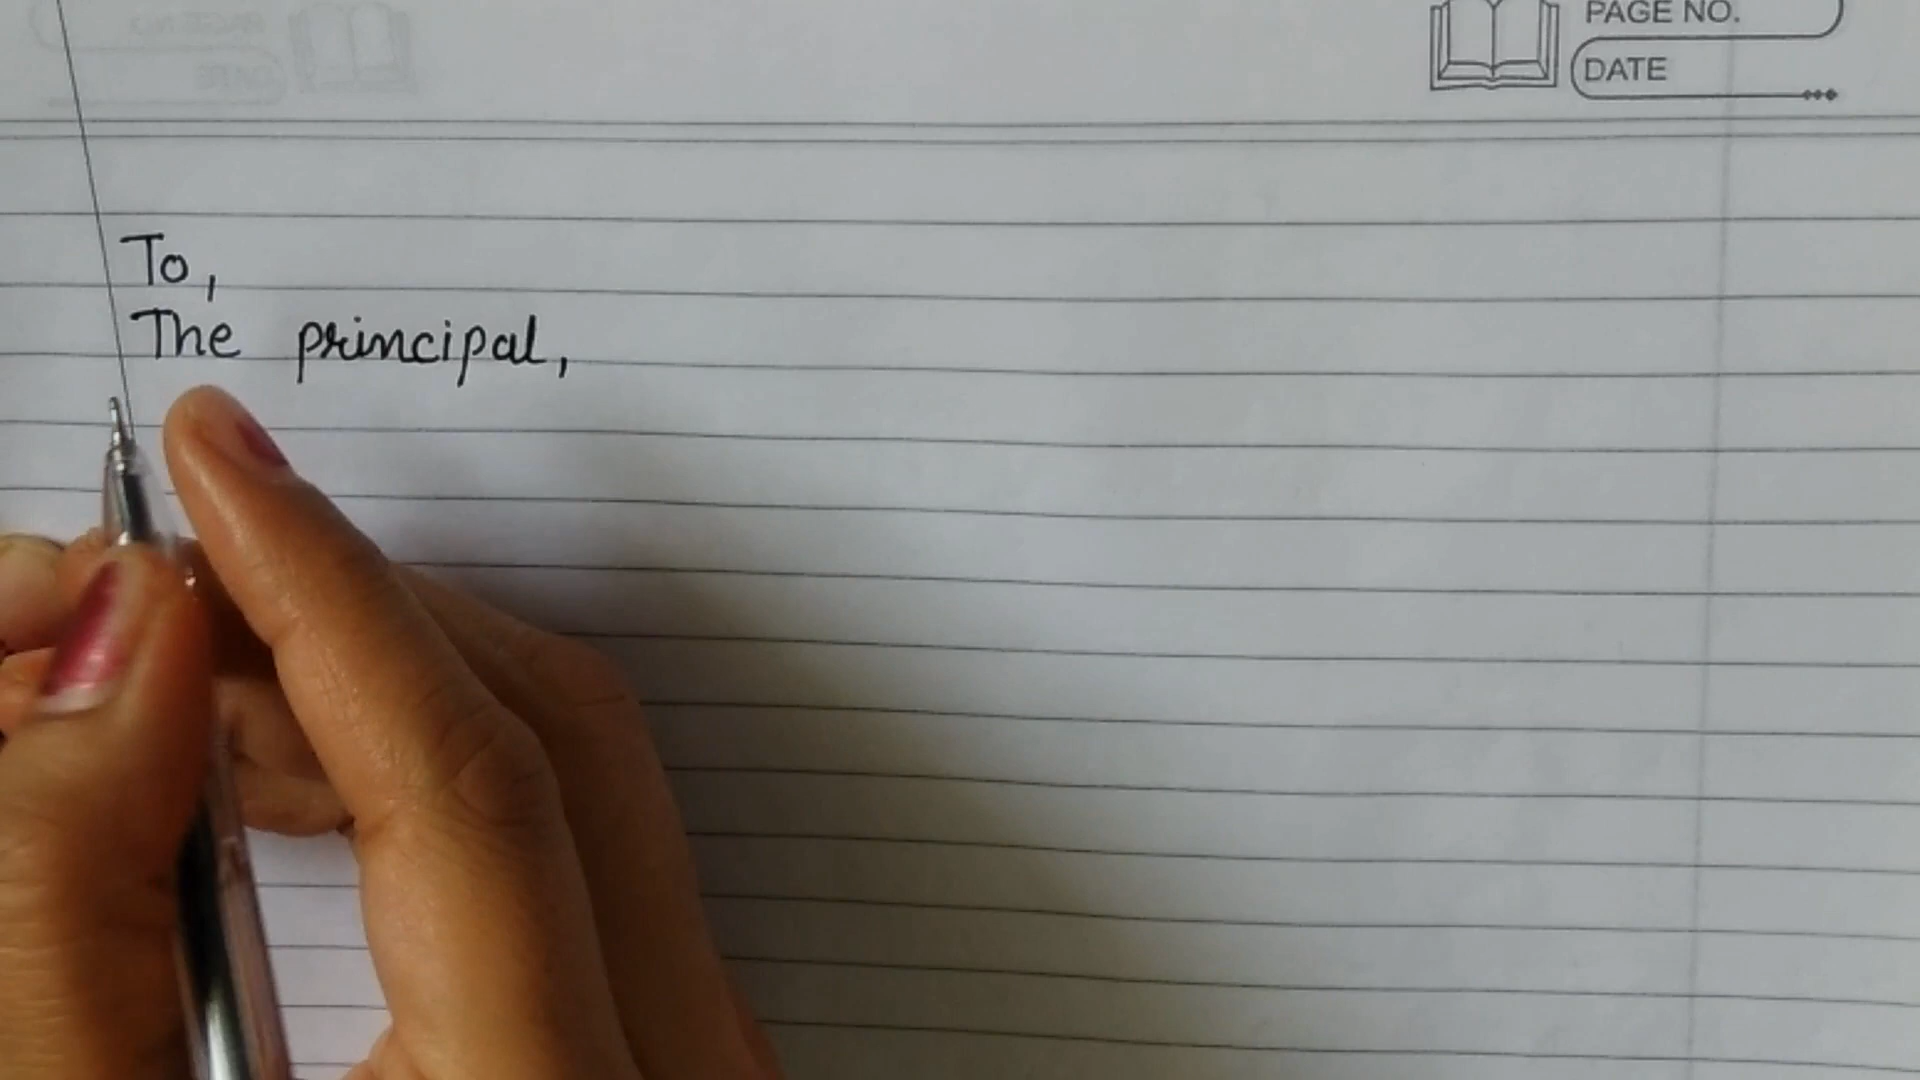 PAGE NO.
DATE
To,
The principal,